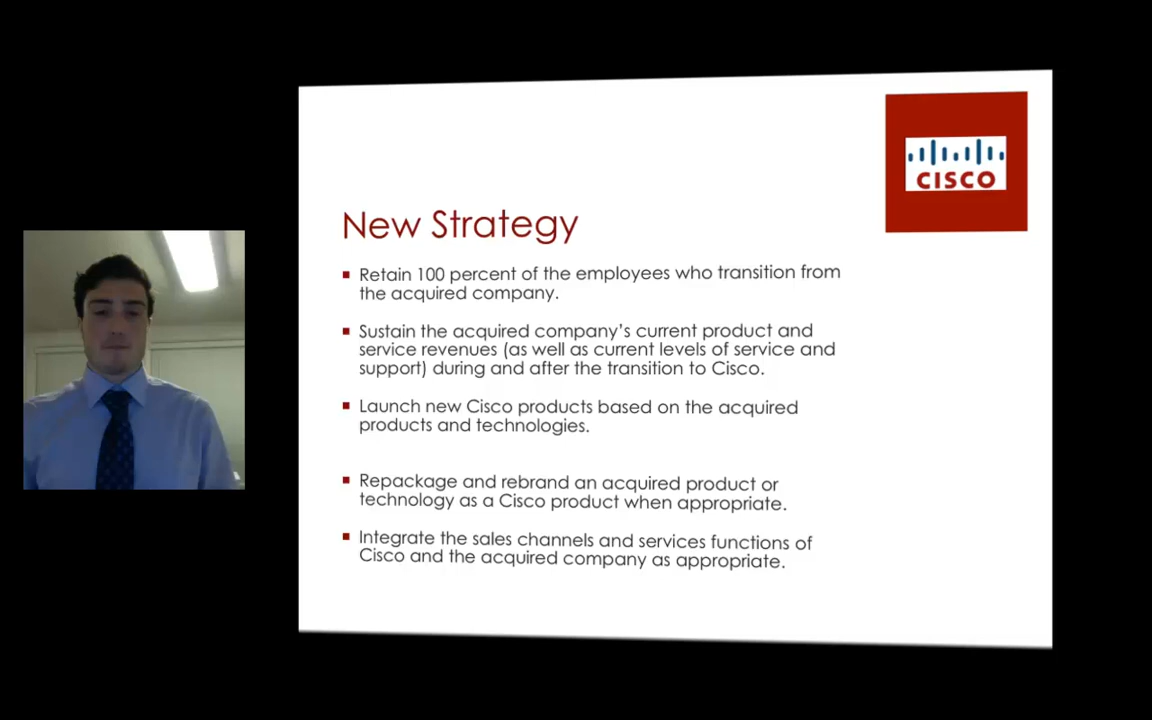 CISCO
New Strategy
Retain 100 percent of the employees who transition from
the acquired company.
Sustain the acquired company’s current product and
service revenues (as well as current levels of service and
support) during and after the transition to Cisco.
Launch new Cisco products based on the acquired
products and technologies.
Repackage and rebrand an acquired product or
technology as a Cisco product when appropriate.
Integrate the sales channels and services functions of
Cisco and the acquired company as appropriate.